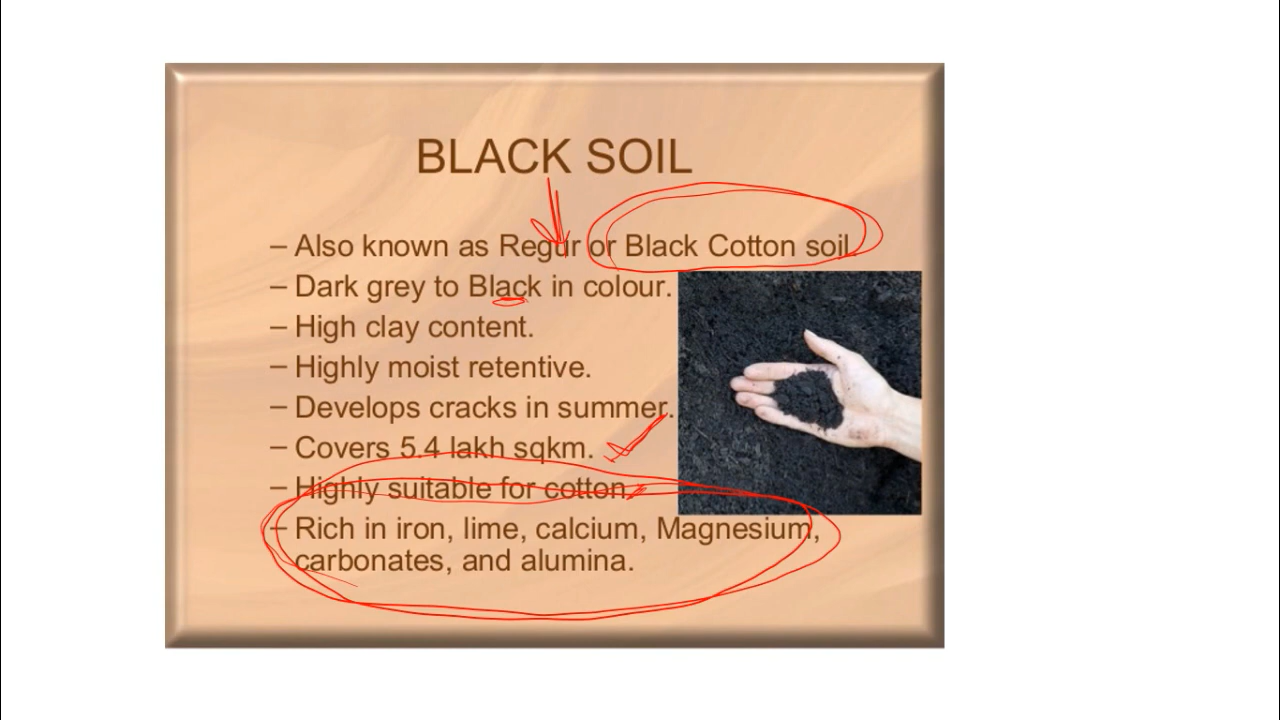 BLACK SOIL
– Also known as Regur or Black Cotton soil.
– Dark grey to Black in colour.
– High clay content.
– Highly moist retentive.
– Develops cracks in summer.
– Covers 5.4 lakh sqkm.
– Highly suitable for cotton.
– Rich in iron, lime, calcium, Magnesium,
carbonates, and alumina.